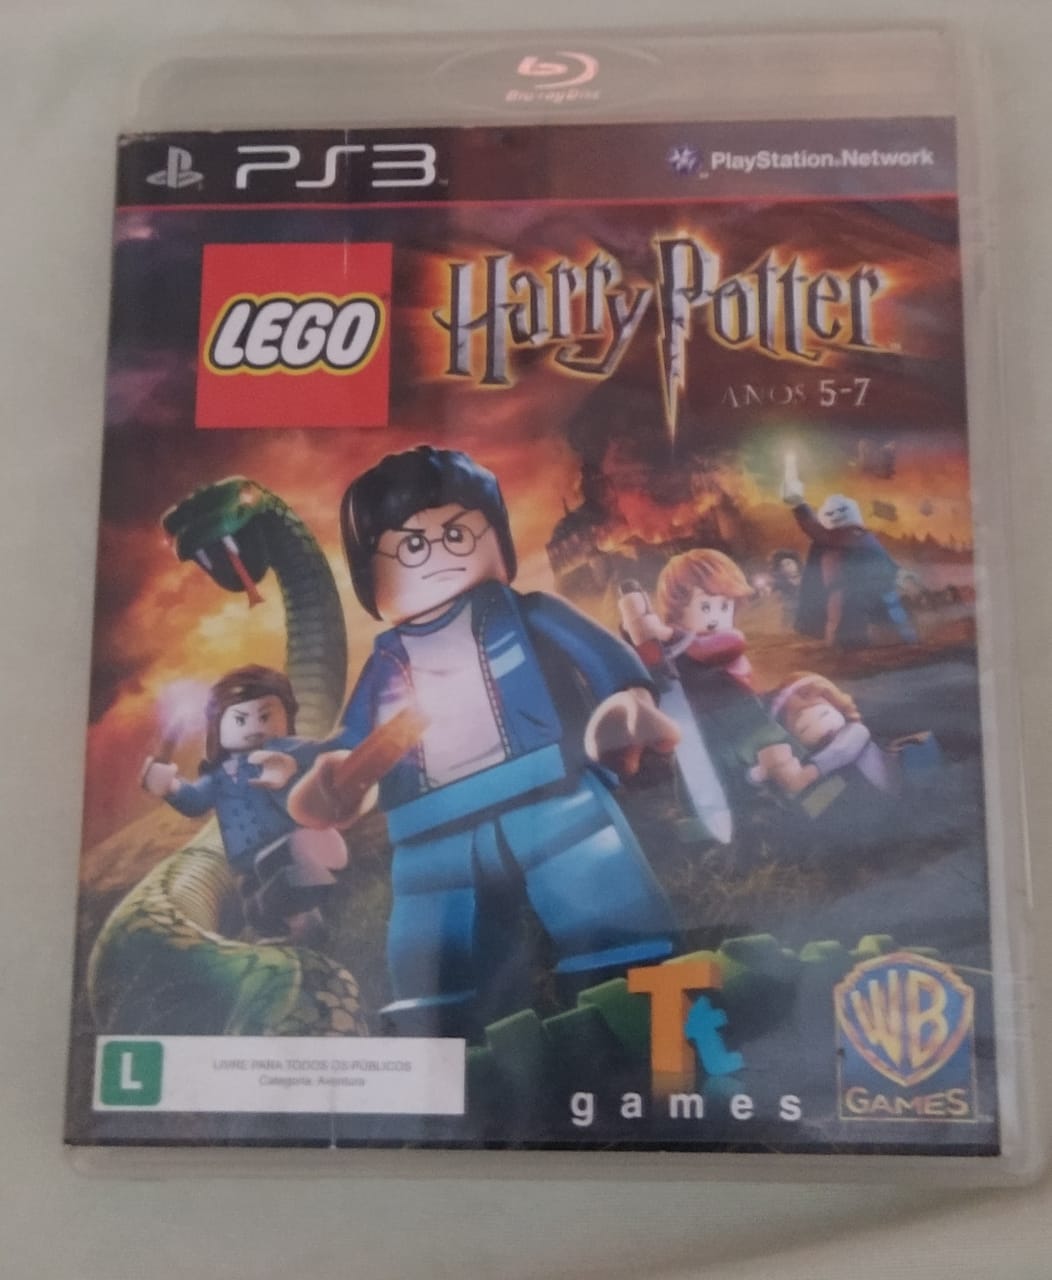 Blu-ray Disc
PS3 PlayStation®Network
LEGO Harry Potter
ANOS 5-7
Tt
games
WB
GAMES
L
LIVRE PARA TODOS OS PÚBLICOS
Categoria: Aventura